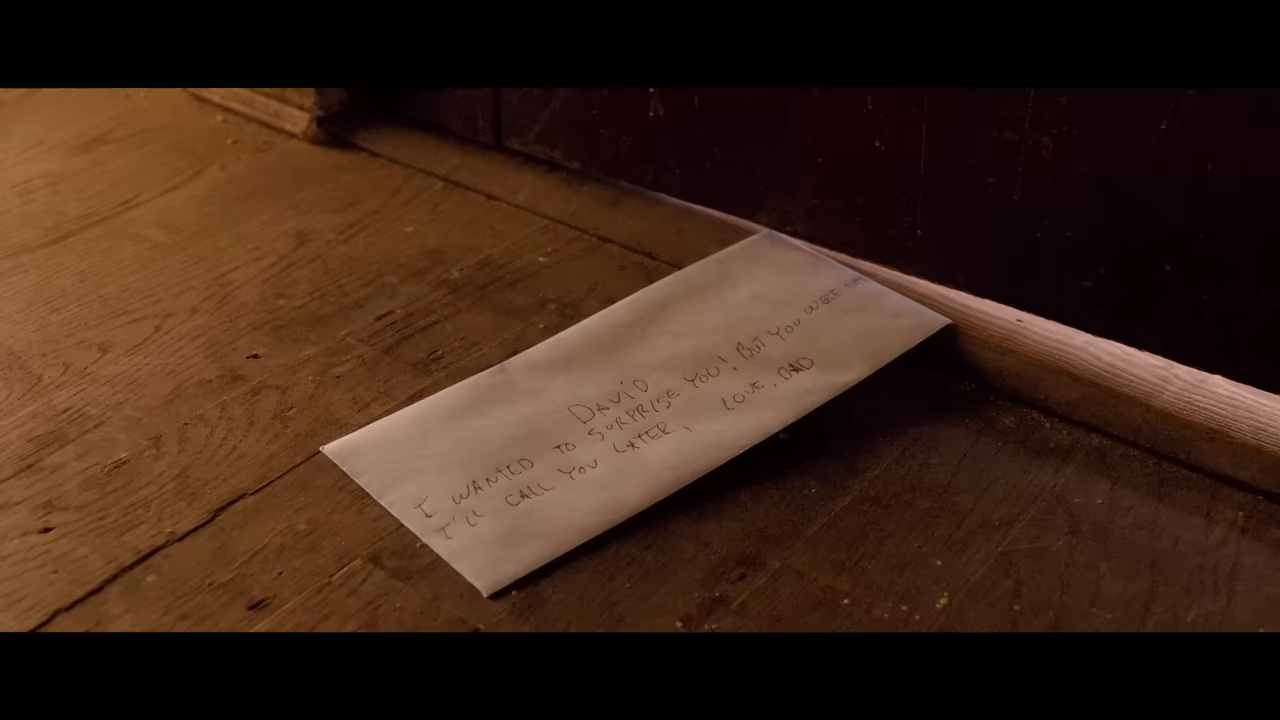 DAVID
I WANTED TO SURPRISE YOU! BUT YOU WERE
I'LL CALL YOU LATER, LOVE, DAD